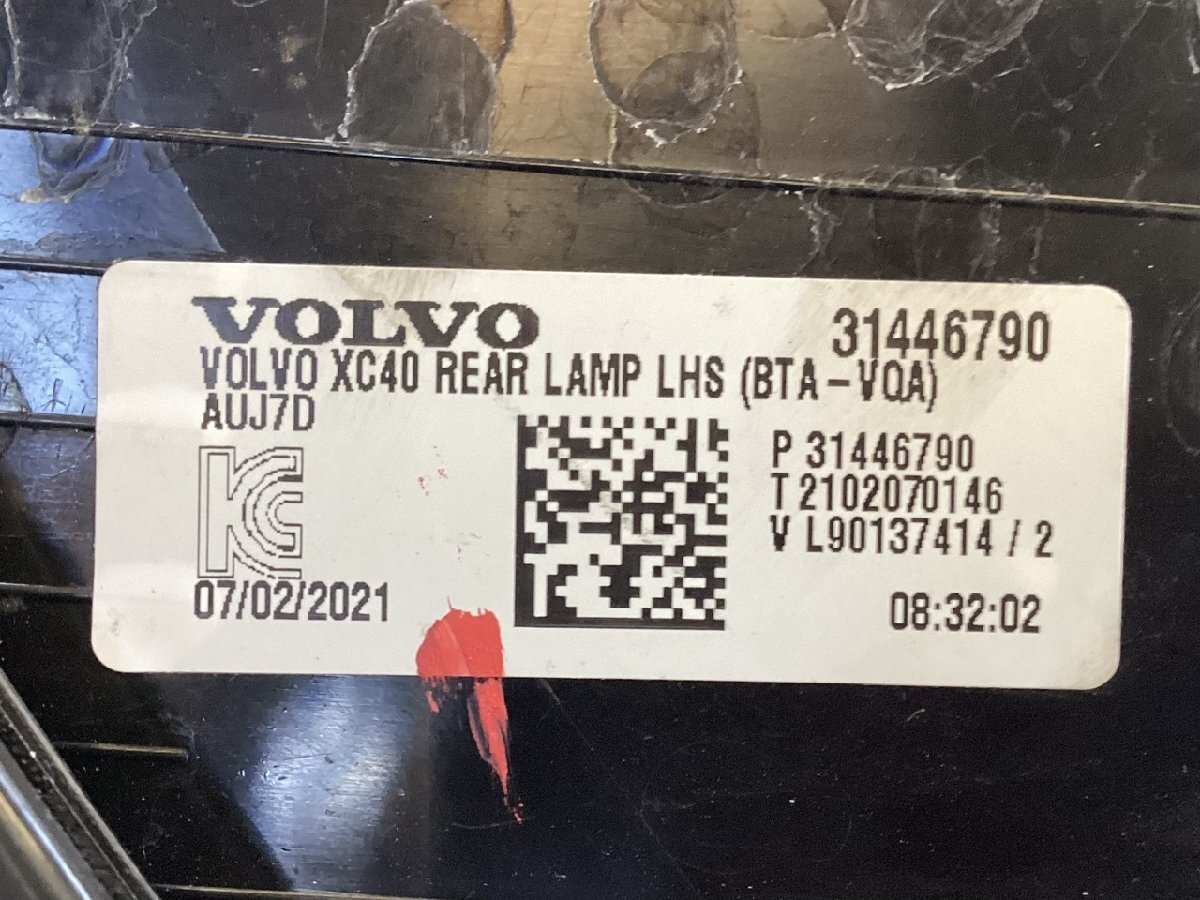 VOLVO
31446790
VOLVO XC40 REAR LAMP LHS (BTA-VQA)
AUJ7D
KC
P 31446790
T 2102070146
V L90137414 / 2
07/02/2021
08:32:02